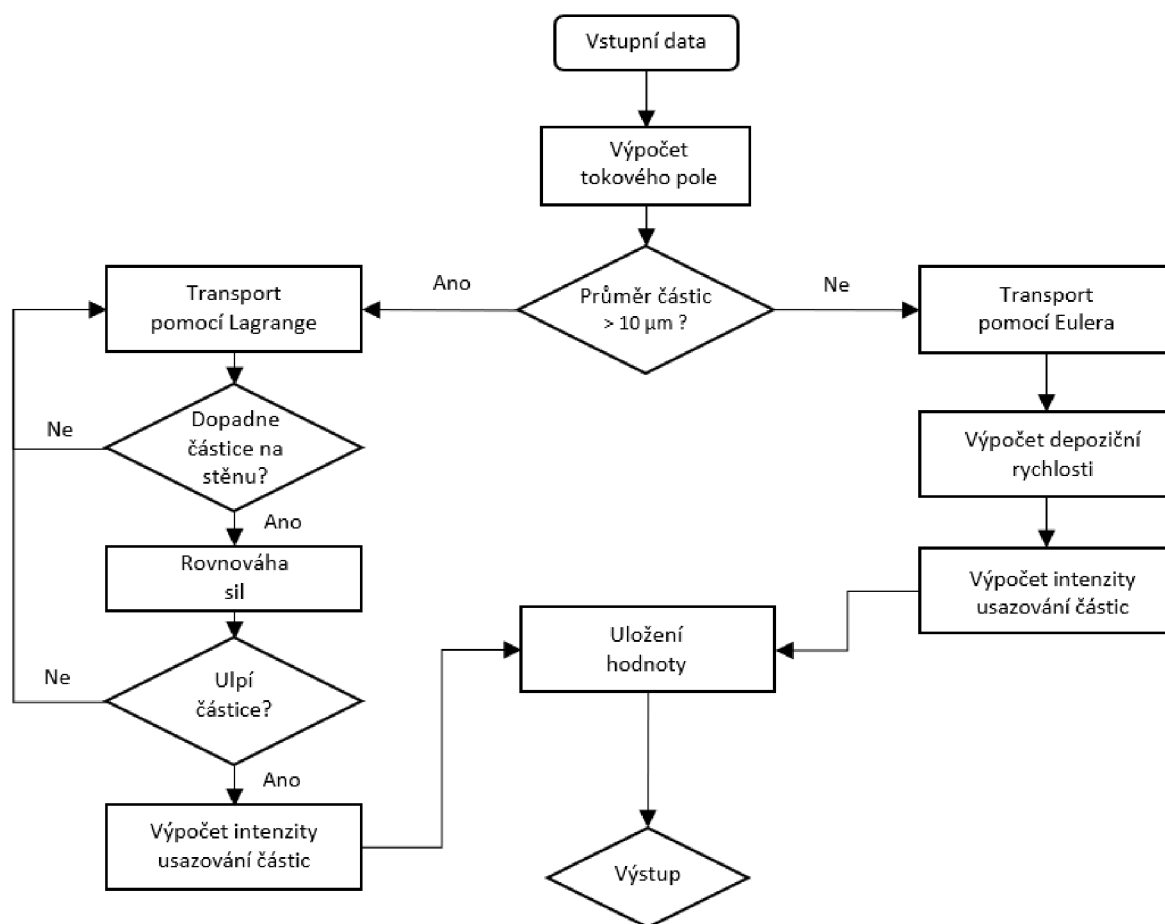 Vstupní data
Výpočet
tokového pole
Průměr částic
> 10 μm ?
Ano
Ne
Transport
pomocí Lagrange
Transport
pomocí Eulera
Dopadne
částice na
stěnu?
Ne
Ano
Výpočet depoziční
rychlosti
Rovnováha
sil
Výpočet intenzity
usazování částic
Uložení
hodnoty
Ulpí
částice?
Ne
Ano
Výpočet intenzity
usazování částic
Výstup